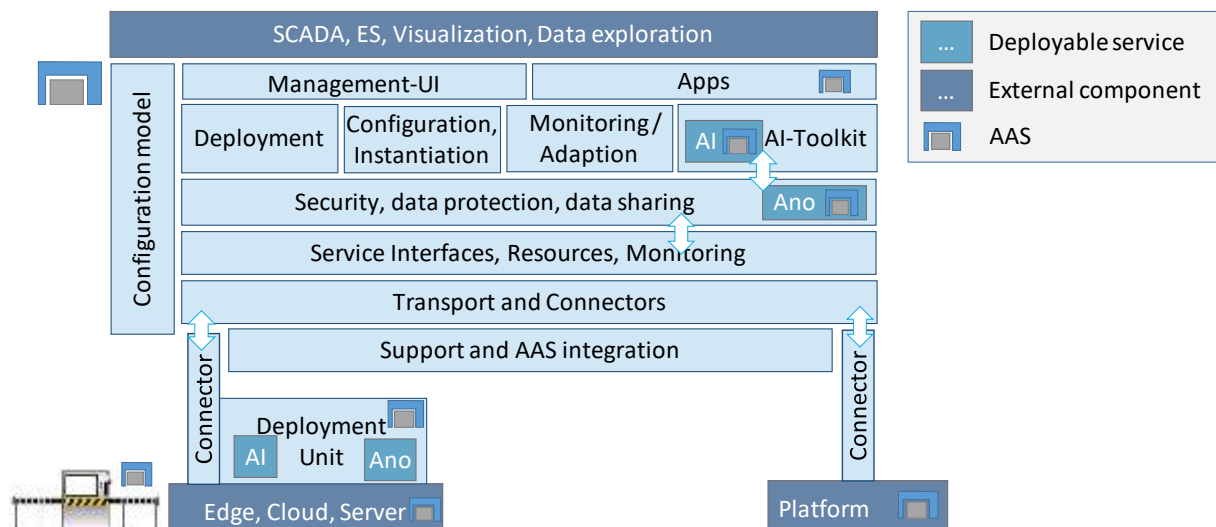 SCADA, ES, Visualization, Data exploration
Configuration model
Management-UI
Apps
Deployment
Configuration,
Instantiation
Monitoring/
Adaption
AI
AI-Toolkit
Security, data protection, data sharing
Ano
Service Interfaces, Resources, Monitoring
Transport and Connectors
Support and AAS integration
Connector
Connector
Deployment
Unit
AI
Ano
Edge, Cloud, Server
Platform
... Deployable service
... External component
AAS